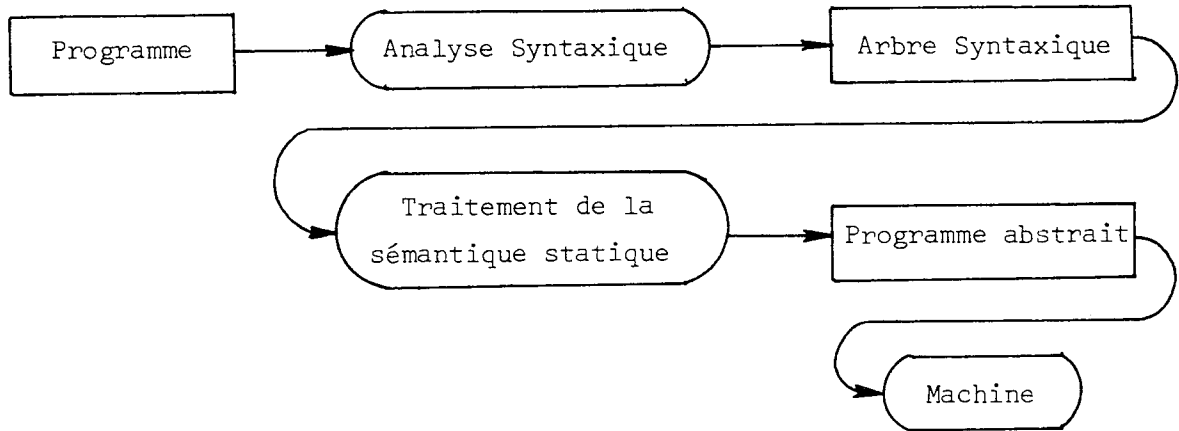 Programme
Analyse Syntaxique
Arbre Syntaxique
Traitement de la
sémantique statique
Programme abstrait
Machine